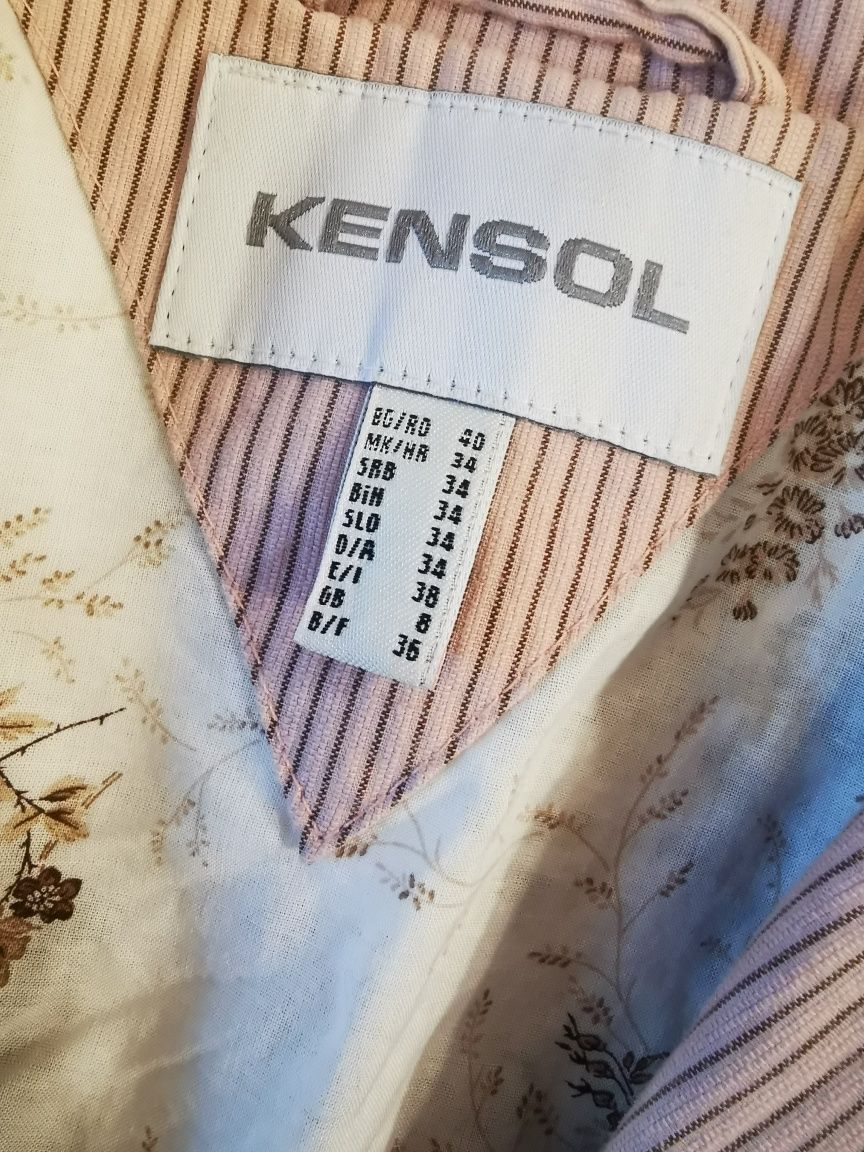 KENSOL
BG/RO 40
MK/HR 34
SRB 34
BiH 34
SLO 34
D/A 34
E/I 38
GB 8
B/F 36